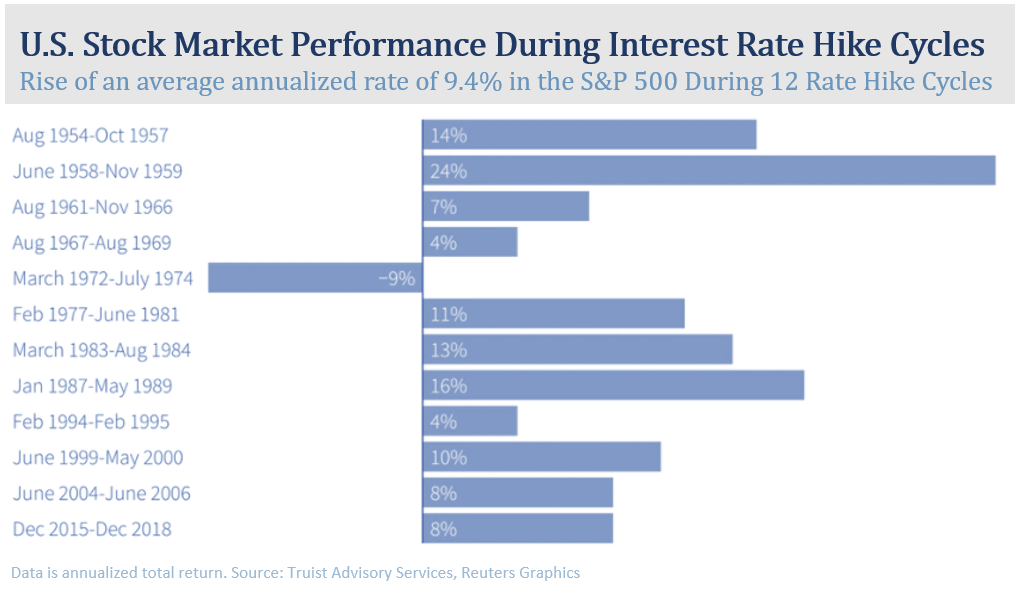 U.S. Stock Market Performance During Interest Rate Hike Cycles
Rise of an average annualized rate of 9.4% in the S&P 500 During 12 Rate Hike Cycles
Aug 1954-Oct 1957 14%
June 1958-Nov 1959 24%
Aug 1961-Nov 1966 7%
Aug 1967-Aug 1969 4%
March 1972-July 1974 −9%
Feb 1977-June 1981 11%
March 1983-Aug 1984 13%
Jan 1987-May 1989 16%
Feb 1994-Feb 1995 4%
June 1999-May 2000 10%
June 2004-June 2006 8%
Dec 2015-Dec 2018 8%
Data is annualized total return. Source: Truist Advisory Services, Reuters Graphics